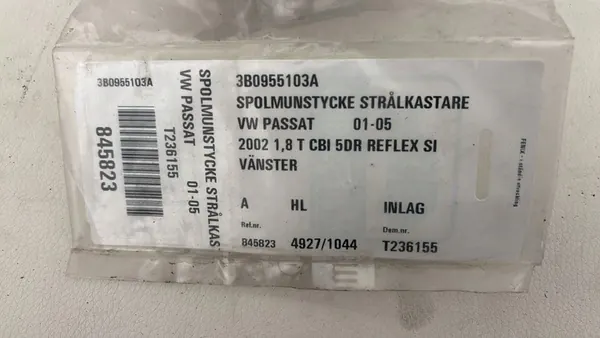 3B0955103A
845823
T236155
VW PASSAT 01-05
SPOLMUNSTYCKE STRÅLKAS
3B0955103A
SPOLMUNSTYCKE STRÅLKASTARE
VW PASSAT 01-05
2002 1,8 T CBI 5DR REFLEX SI
VÄNSTER
A HL INLAG
Ref.nr. Dem.nr.
845823 4927/1044 T236155